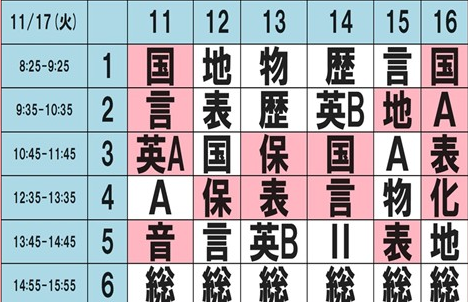 11/17(火) 11 12 13 14 15 16
8:25-9:25 1 国 地 物 歴 言 国
9:35-10:35 2 言 表 歴 英B 地 A
10:45-11:45 3 英A 国 保 国 A 表
12:35-13:35 4 A 保 表 言 物 化
13:45-14:45 5 音 言 英B II 表 地
14:55-15:55 6 総 総 総 総 総 総